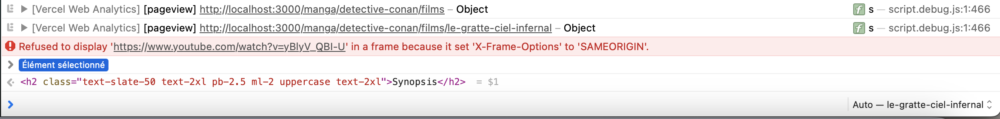 [Vercel Web Analytics] [pageview] http://localhost:3000/manga/detective-conan/films – Object f s — script.debug.js:1:466
[Vercel Web Analytics] [pageview] http://localhost:3000/manga/detective-conan/films/le-gratte-ciel-infernal – Object f s — script.debug.js:1:466
Refused to display 'https://www.youtube.com/watch?v=yBlyV_QBI-U' in a frame because it set 'X-Frame-Options' to 'SAMEORIGIN'.
Élément sélectionné
<h2 class="text-slate-50 text-2xl pb-2.5 ml-2 uppercase text-2xl">Synopsis</h2> = $1
Auto — le-gratte-ciel-infernal